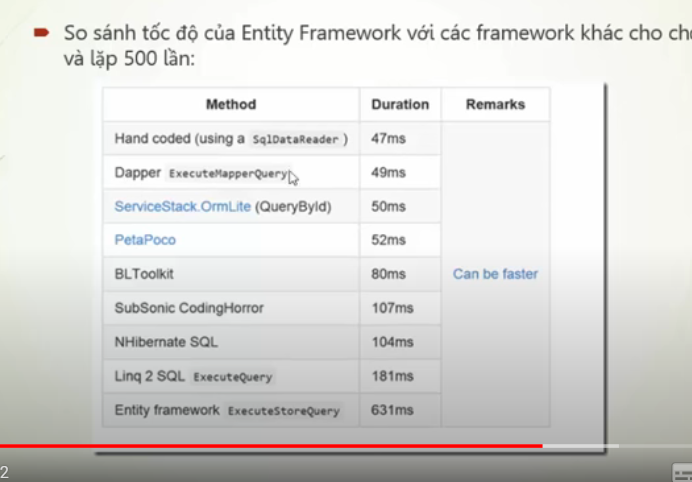 So sánh tốc độ của Entity Framework với các framework khác cho
và lặp 500 lần:
Method Duration Remarks
Hand coded (using a SqlDataReader) 47ms
Dapper ExecuteMapperQuery 49ms
ServiceStack.OrmLite (QueryById) 50ms
PetaPoco 52ms
BLToolkit 80ms Can be faster
SubSonic CodingHorror 107ms
NHibernate SQL 104ms
Linq 2 SQL ExecuteQuery 181ms
Entity framework ExecuteStoreQuery 631ms
2